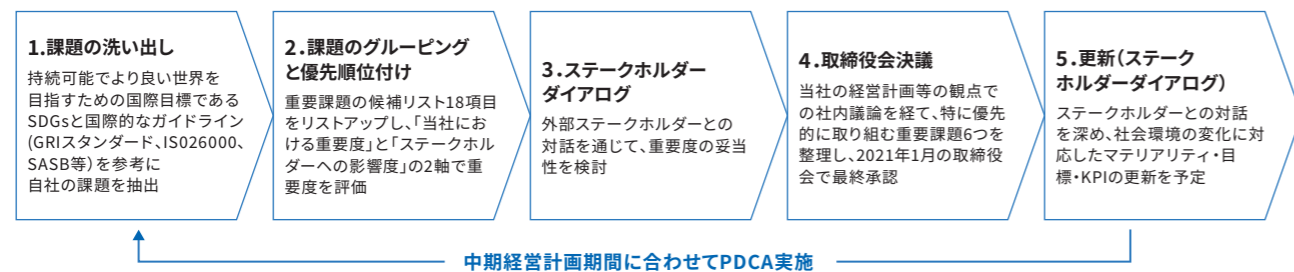 1.課題の洗い出し
持続可能でより良い世界を
目指すための国際目標である
SDGsと国際的なガイドライン
(GRIスタンダード、ISO26000、
SASB等)を参考に
自社の課題を抽出
2.課題のグルーピング
と優先順位付け
重要課題の候補リスト18項目
をリストアップし、「当社にお
ける重要度」と「ステークホル
ダーへの影響度」の2軸で重
要度を評価
3.ステークホルダー
ダイアログ
外部ステークホルダーとの
対話を通じて、重要度の妥当
性を検討
4.取締役会決議
当社の経営計画等の観点で
の社内議論を経て、特に優先
的に取り組む重要課題6つを
整理し、2021年1月の取締役
会で最終承認
5.更新(ステーク
ホルダーダイアログ)
ステークホルダーとの対話
を深め、社会環境の変化に対
応したマテリアリティ・目
標・KPIの更新を予定
中期経営計画期間に合わせてPDCA実施